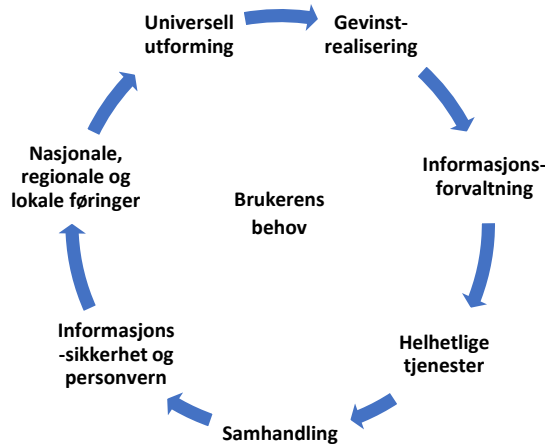 Universell
utforming
Gevinst-
realisering
Informasjons-
forvaltning
Helhetlige
tjenester
Samhandling
Informasjons
-sikkerhet og
personvern
Nasjonale,
regionale og
lokale føringer
Brukerens
behov